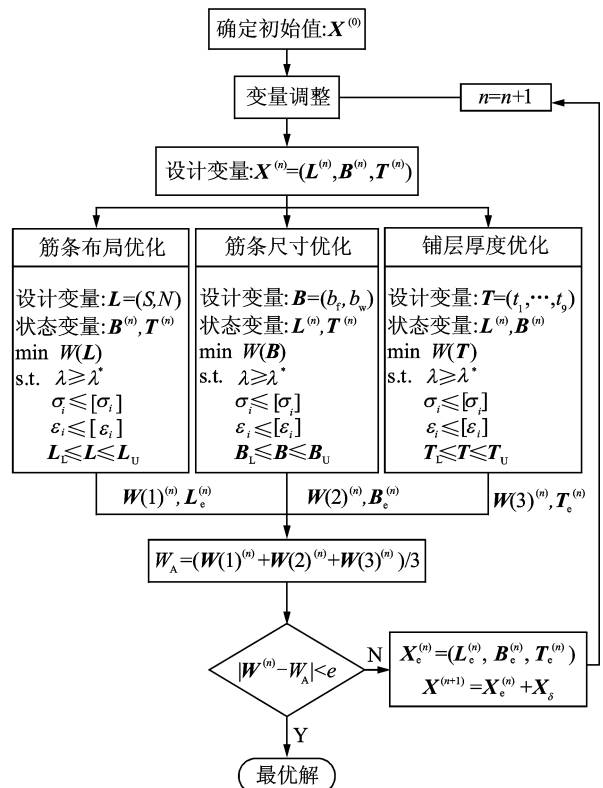 确定初始值:X⁽⁰⁾
变量调整
n=n+1
设计变量:X⁽ⁿ⁾=(L⁽ⁿ⁾,B⁽ⁿ⁾,T⁽ⁿ⁾)
筋条布局优化
设计变量:L=(S,N)
状态变量:B⁽ⁿ⁾,T⁽ⁿ⁾
min W(L)
s.t. λ≥λ*
σᵢ≤[σᵢ]
εᵢ≤[εᵢ]
L_L≤L≤L_U
筋条尺寸优化
设计变量:B=(b_f,b_w)
状态变量:L⁽ⁿ⁾,T⁽ⁿ⁾
min W(B)
s.t. λ≥λ*
σᵢ≤[σᵢ]
εᵢ≤[εᵢ]
B_L≤B≤B_U
铺层厚度优化
设计变量:T=(t₁,⋯,t₉)
状态变量:L⁽ⁿ⁾,B⁽ⁿ⁾
min W(T)
s.t. λ≥λ*
σᵢ≤[σᵢ]
εᵢ≤[εᵢ]
T_L≤T≤T_U
W(1)⁽ⁿ⁾,L_e⁽ⁿ⁾
W(2)⁽ⁿ⁾,B_e⁽ⁿ⁾
W(3)⁽ⁿ⁾,T_e⁽ⁿ⁾
W_A=(W(1)⁽ⁿ⁾+W(2)⁽ⁿ⁾+W(3)⁽ⁿ⁾)/3
|W⁽ⁿ⁾−W_A|<e
N
X_e⁽ⁿ⁾=(L_e⁽ⁿ⁾, B_e⁽ⁿ⁾, T_e⁽ⁿ⁾)
X⁽ⁿ⁺¹⁾=X_e⁽ⁿ⁾+X_δ
Y
最优解